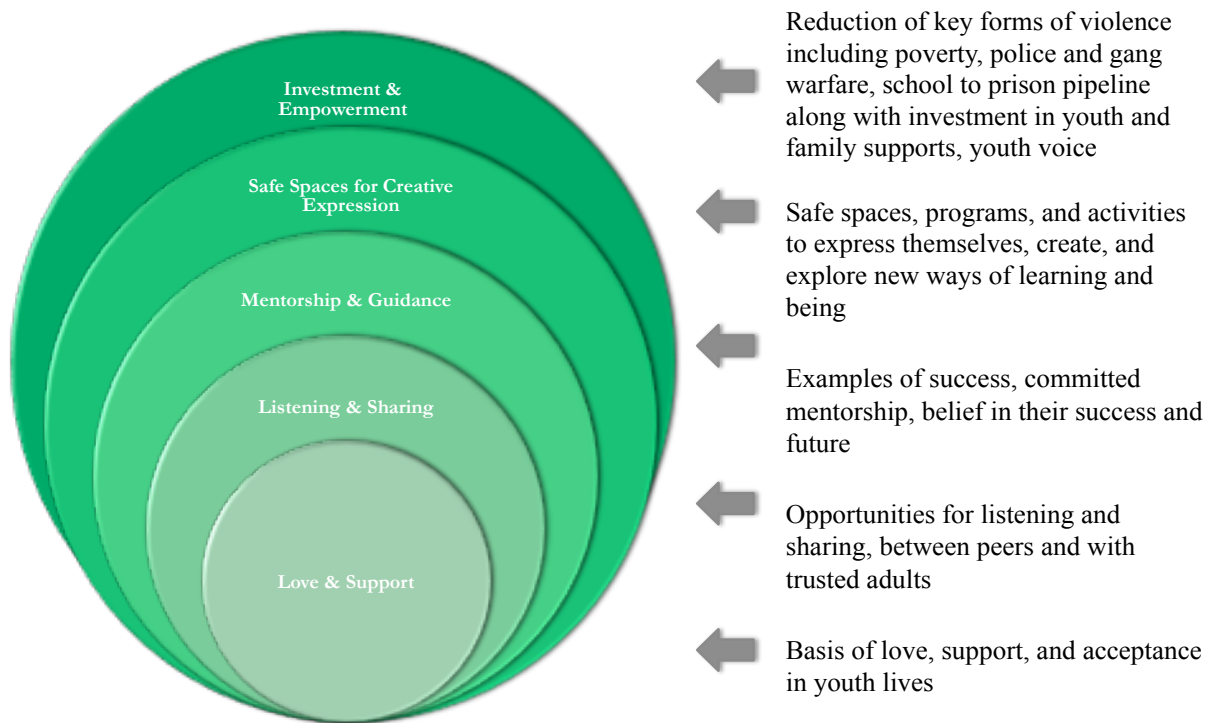 Investment &
Empowerment
Safe Spaces for Creative
Expression
Mentorship & Guidance
Listening & Sharing
Love & Support
Reduction of key forms of violence
including poverty, police and gang
warfare, school to prison pipeline
along with investment in youth and
family supports, youth voice
Safe spaces, programs, and activities
to express themselves, create, and
explore new ways of learning and
being
Examples of success, committed
mentorship, belief in their success and
future
Opportunities for listening and
sharing, between peers and with
trusted adults
Basis of love, support, and acceptance
in youth lives